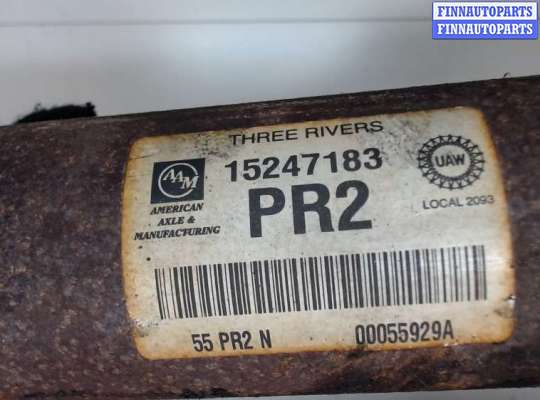 FINNAUTOPARTS
FINNAUTOPARTS
THREE RIVERS
15247183
AAM
UAW
AMERICAN
AXLE &
MANUFACTURING
PR2
LOCAL 2093
55 PR2 N
00055929A